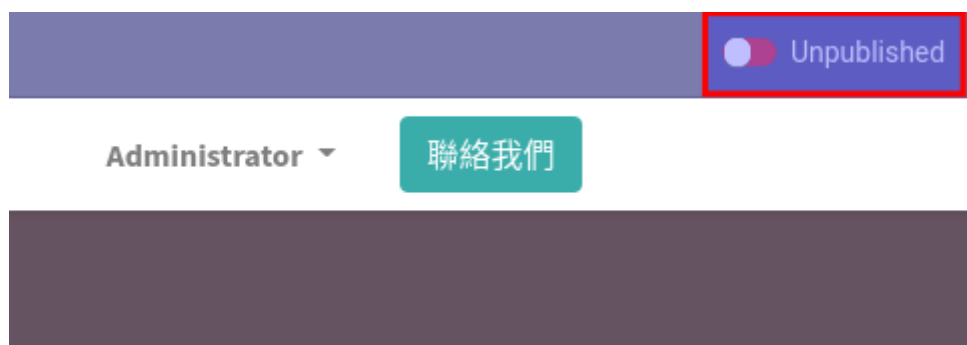 Unpublished
Administrator
聯絡我們